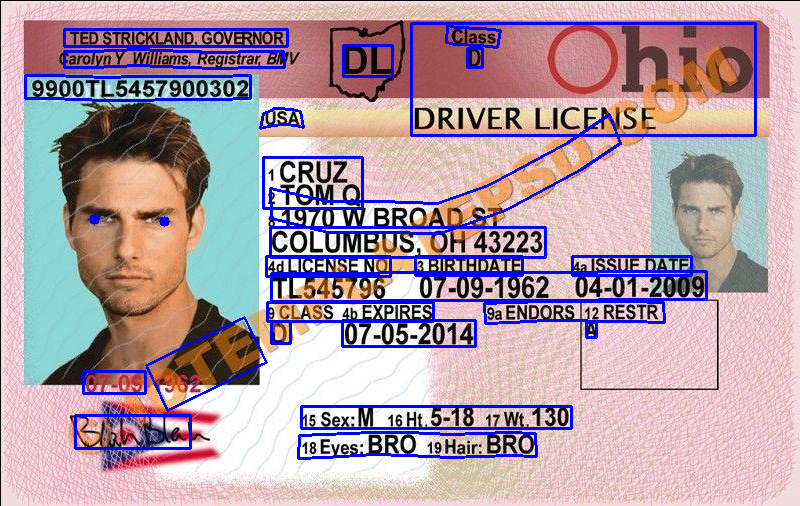 TED STRICKLAND, GOVERNOR
Carolyn Y. Williams, Registrar, BMV
DL
Class
D
Ohio
9900TL5457900302
USA
DRIVER LICENSE
1 CRUZ
2 TOM Q
8 1970 W BROAD ST
COLUMBUS, OH 43223
4d LICENSE NO 3 BIRTHDATE 4a ISSUE DATE
TL545796 07-09-1962 04-01-2009
9 CLASS 4b EXPIRES 9a ENDORS 12 RESTR
D 07-05-2014 A
07-09-1962
Blah Blah
15 Sex: M 16 Ht. 5-18 17 Wt. 130
18 Eyes: BRO 19 Hair: BRO